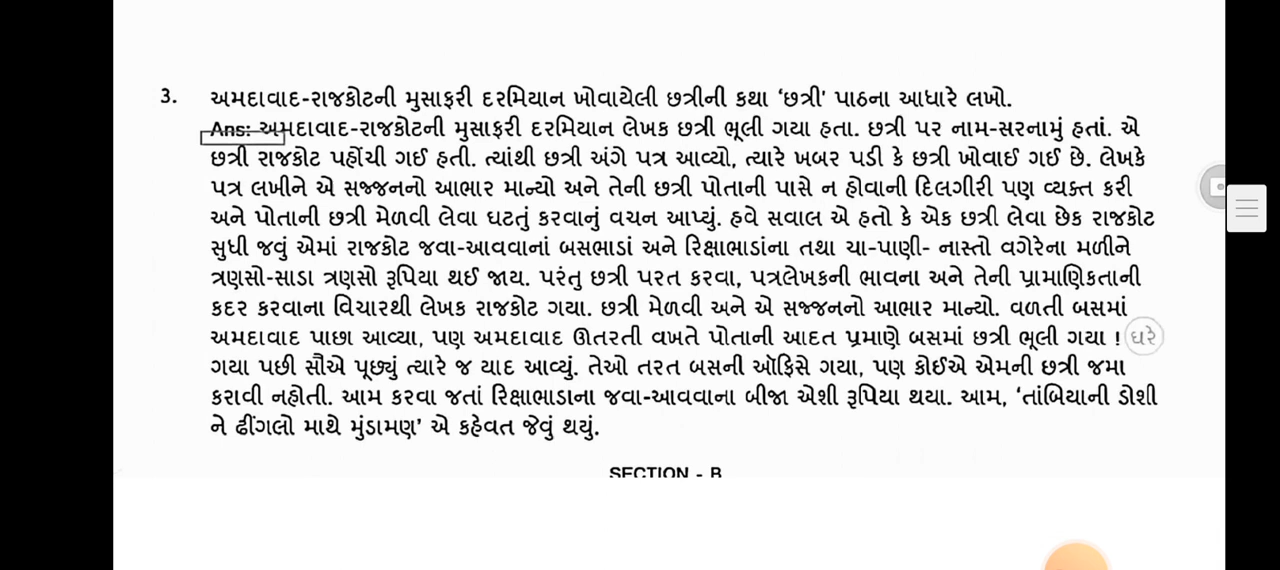 3. અમદાવાદ-રાજકોટની મુસાફરી દરમિયાન ખોવાયેલી છત્રીની કથા ‘છત્રી’ પાઠના આધારે લખો.
Ans: અમદાવાદ-રાજકોટની મુસાફરી દરમિયાન લેખક છત્રી ભૂલી ગયા હતા. છત્રી પર નામ-સરનામું હતાં. એ
છત્રી રાજકોટ પહોંચી ગઈ હતી. ત્યાંથી છત્રી અંગે પત્ર આવ્યો, ત્યારે ખબર પડી કે છત્રી ખોવાઈ ગઈ છે. લેખકે
પત્ર લખીને એ સજ્જનનો આભાર માન્યો અને તેની છત્રી પોતાની પાસે ન હોવાની દિલગીરી પણ વ્યક્ત કરી
અને પોતાની છત્રી મેળવી લેવા ઘટતું કરવાનું વચન આપ્યું. હવે સવાલ એ હતો કે એક છત્રી લેવા છેક રાજકોટ
સુધી જવું એમાં રાજકોટ જવા-આવવાનાં બસભાડાં અને રિક્ષાભાડાંના તથા ચા-પાણી- નાસ્તો વગેરેના મળીને
ત્રણસો-સાડા ત્રણસો રૂપિયા થઈ જાય. પરંતુ છત્રી પરત કરવા, પત્રલેખકની ભાવના અને તેની પ્રામાણિકતાની
કદર કરવાના વિચારથી લેખક રાજકોટ ગયા. છત્રી મેળવી અને એ સજ્જનનો આભાર માન્યો. વળતી બસમાં
અમદાવાદ પાછા આવ્યા, પણ અમદાવાદ ઊતરતી વખતે પોતાની આદત પ્રમાણે બસમાં છત્રી ભૂલી ગયા ! ઘરે
ગયા પછી સૌએ પૂછ્યું ત્યારે જ યાદ આવ્યું. તેઓ તરત બસની ઑફિસે ગયા, પણ કોઈએ એમની છત્રી જમા
કરાવી નહોતી. આમ કરવા જતાં રિક્ષાભાડાના જવા-આવવાના બીજા એશી રૂપિયા થયા. આમ, ‘તાંબિયાની ડોશી
ને ઢીંગલો માથે મુંડામણ’ એ કહેવત જેવું થયું.
SECTION - B